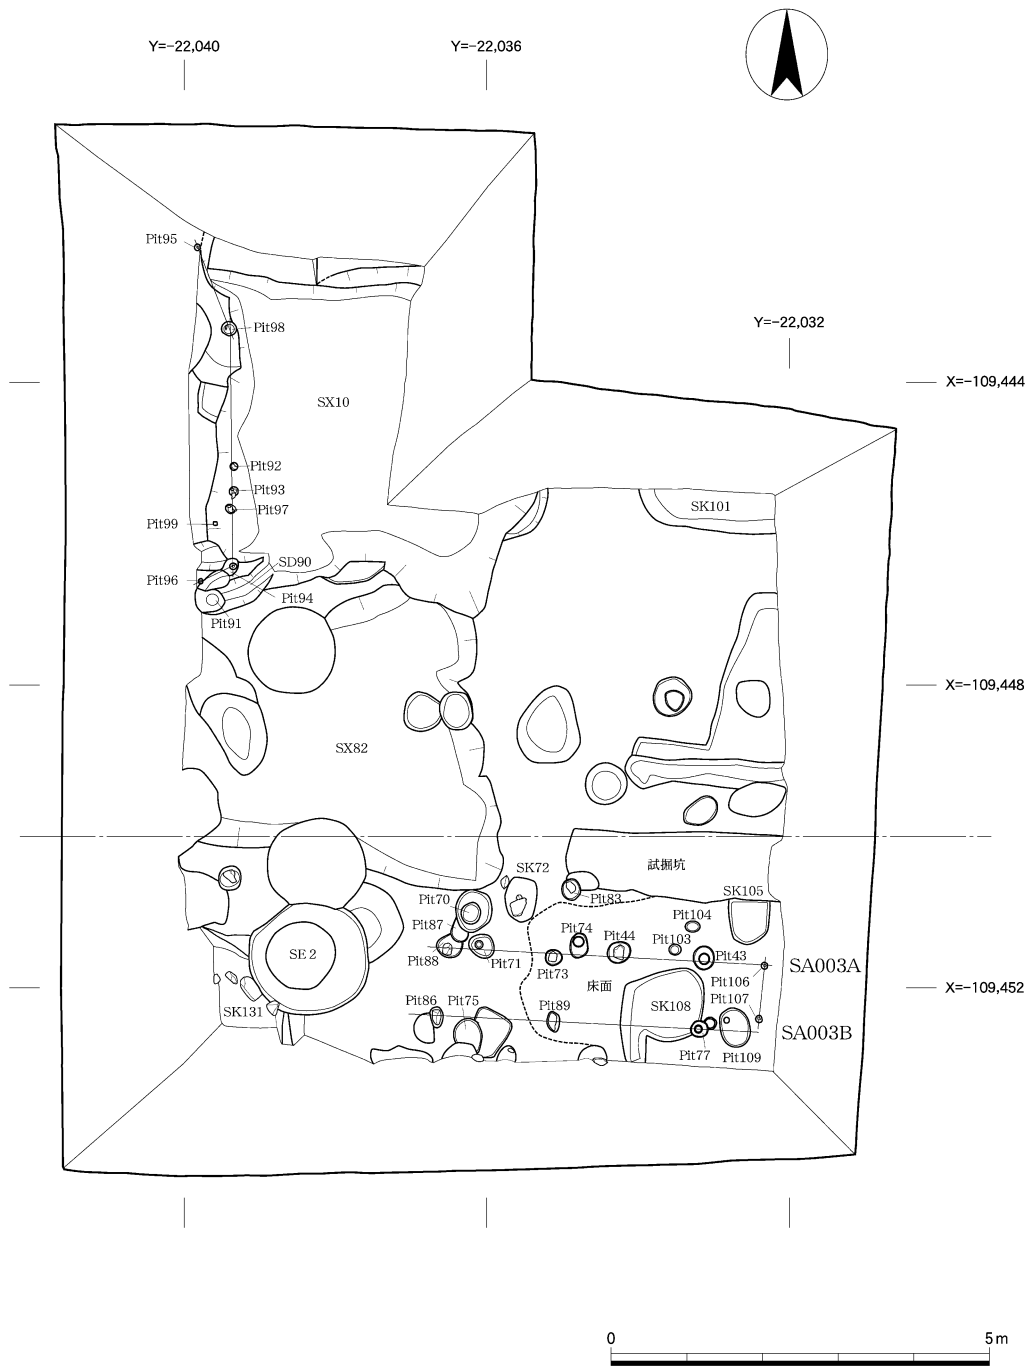 Y=-22,040
Y=-22,036
Y=-22,032
X=-109,444
Pit95
Pit98
SX10
Pit92
Pit93
Pit97
Pit99
SK101
SD90
Pit96
Pit94
Pit91
X=-109,448
SX82
試掘坑
SK72
SK105
Pit70
Pit83
Pit87
Pit104
Pit74
Pit44
Pit103
Pit43
SE2
Pit88
Pit71
Pit73
SA003A
Pit106
床面
X=-109,452
Pit86
Pit75
Pit89
SK108
Pit107
SK131
SA003B
Pit77
Pit109
0
5m